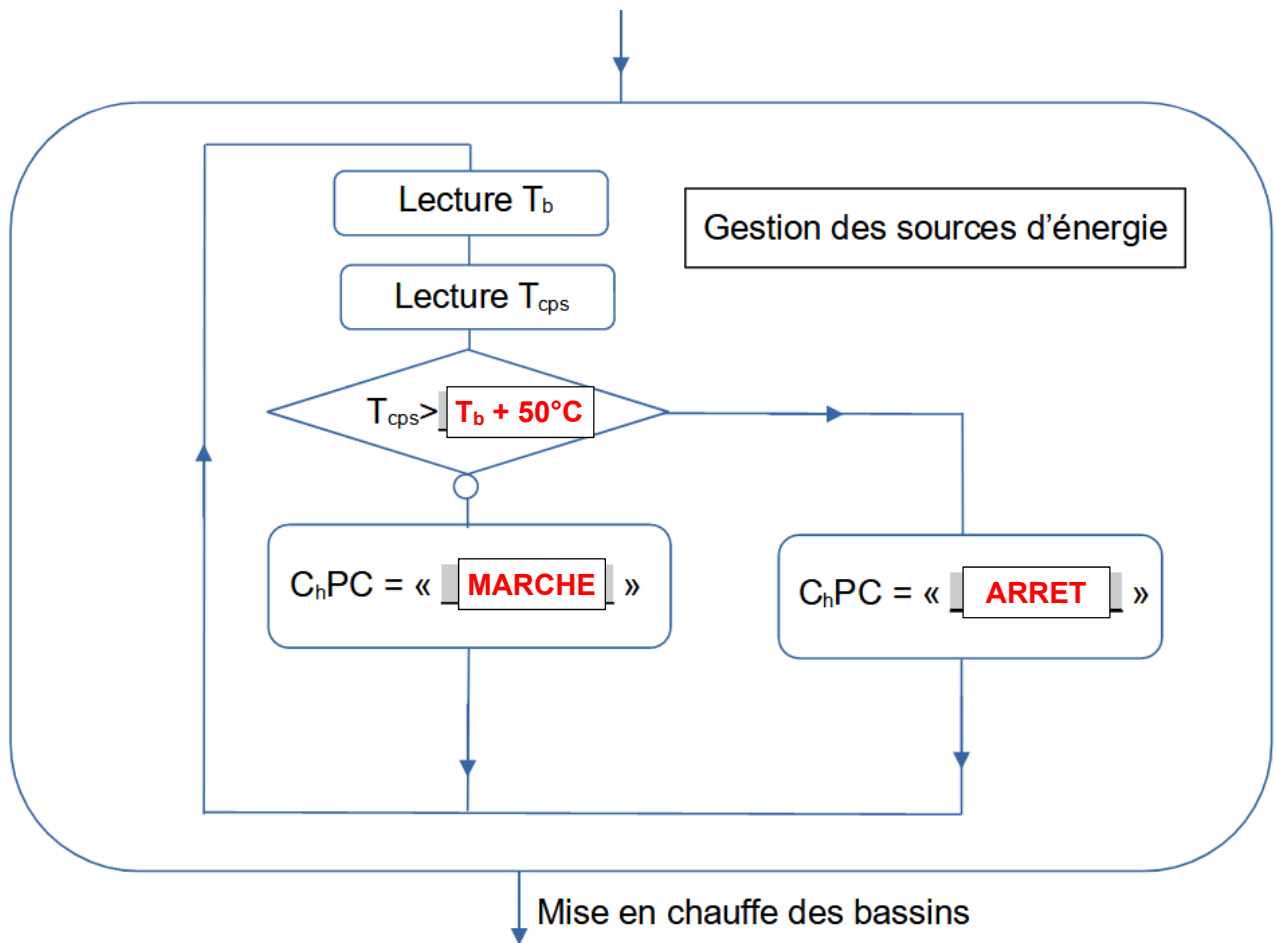 Lecture Tb
Gestion des sources d’énergie
Lecture Tcps
Tcps>_ Tb + 50°C
ChPC = « _ MARCHE _ »
ChPC = « _ ARRET _ »
Mise en chauffe des bassins